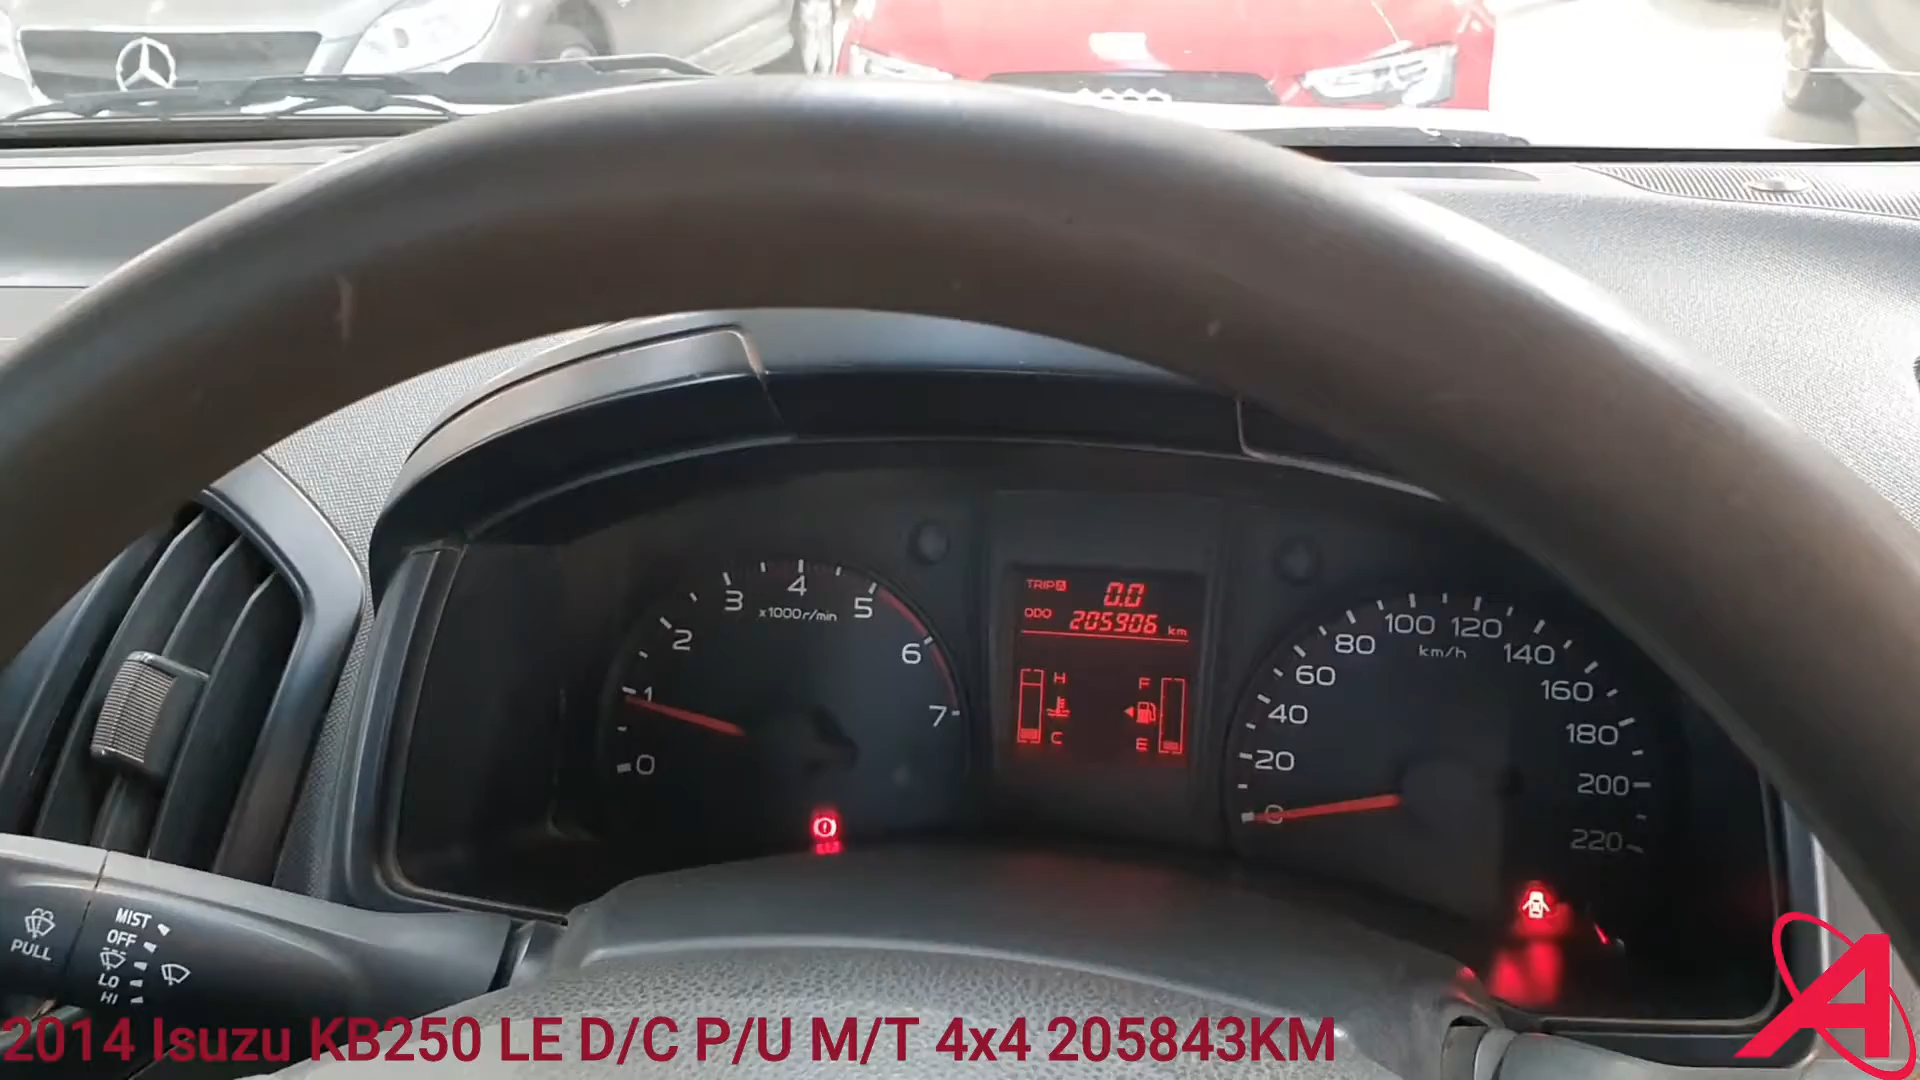 TRIP A 0.0
ODO 205906 km
0 1 2 3 4 5 6 7
x1000r/min
H
C
F
E
0 20 40 60 80 100 120 140 160 180 200 220
km/h
PULL
MIST
OFF
LO
HI
2014 Isuzu KB250 LE D/C P/U M/T 4x4 205843KM
A